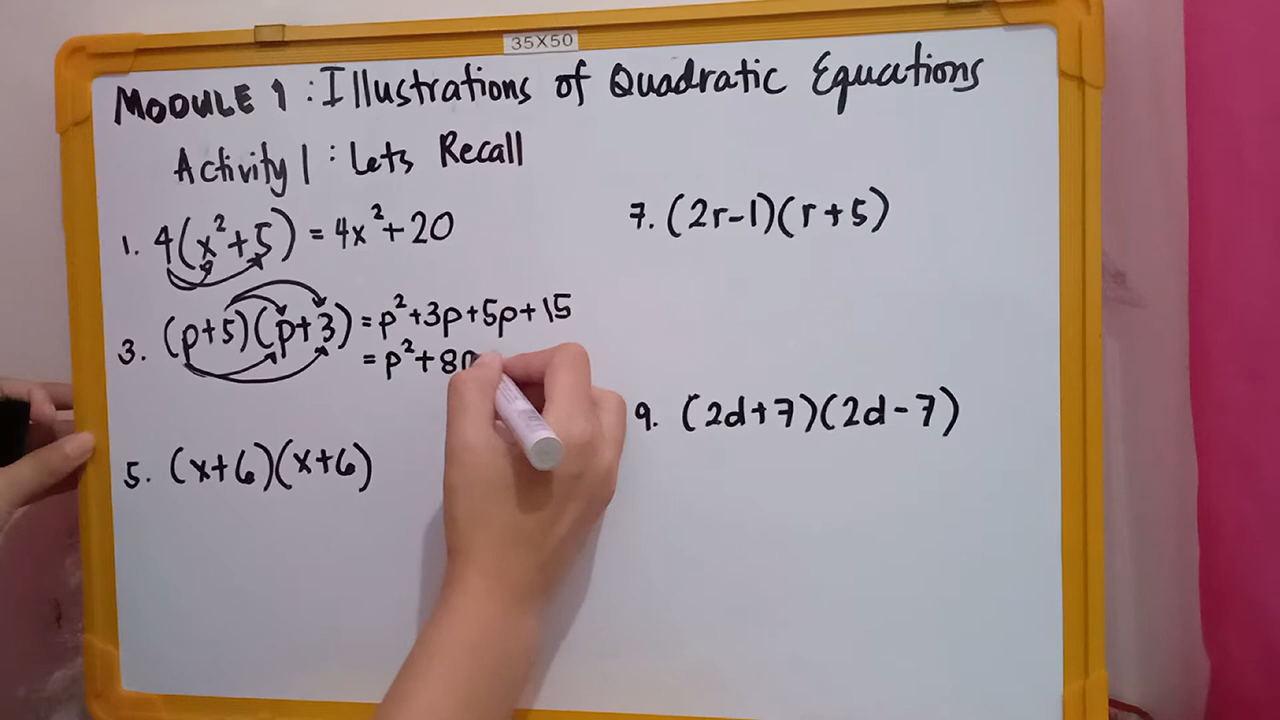 35X50
MODULE 1 : Illustrations of Quadratic Equations
Activity 1 : Lets Recall
1. 4(x²+5) = 4x²+20
3. (p+5)(p+3) = p²+3p+5p+15
= p²+8p
5. (x+6)(x+6)
7. (2r-1)(r+5)
9. (2d+7)(2d-7)